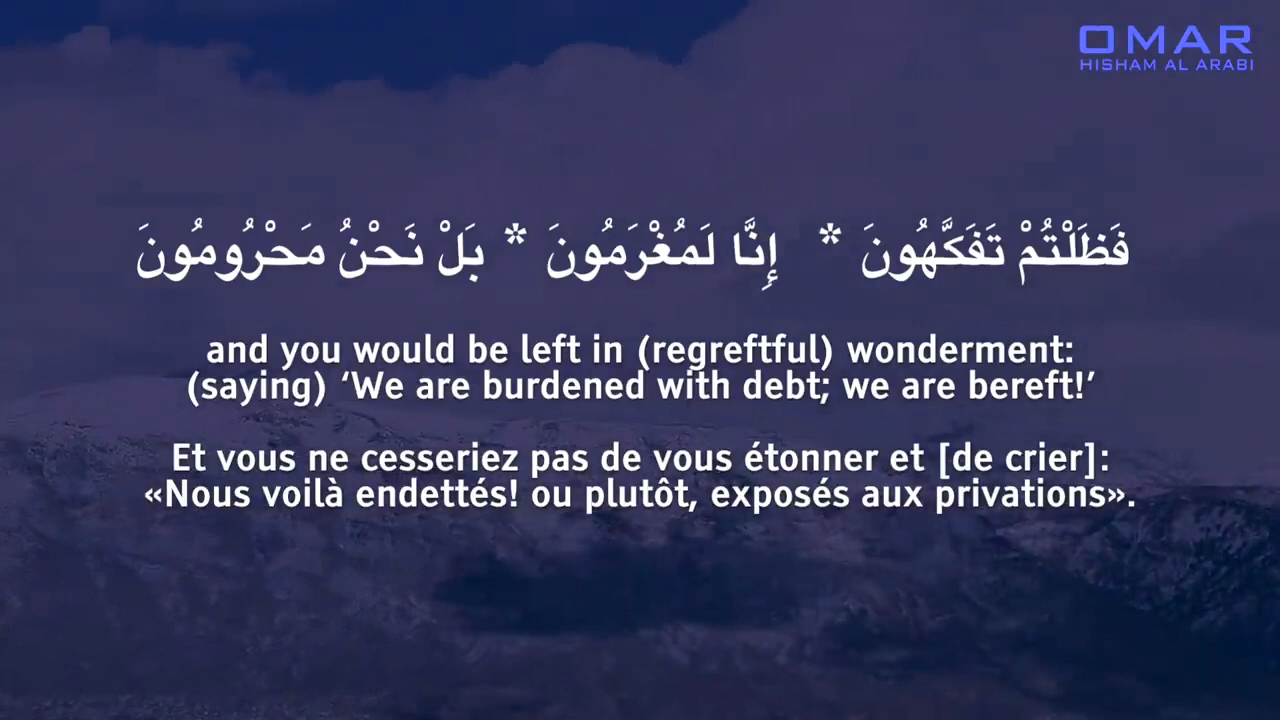 OMAR
HISHAM AL ARABI
فَظَلْتُمْ تَفَكَّهُونَ * إِنَّا لَمُغْرَمُونَ * بَلْ نَحْنُ مَحْرُومُونَ
and you would be left in (regreftful) wonderment:
(saying) ‘We are burdened with debt; we are bereft!’
Et vous ne cesseriez pas de vous étonner et [de crier]:
«Nous voilà endettés! ou plutôt, exposés aux privations».